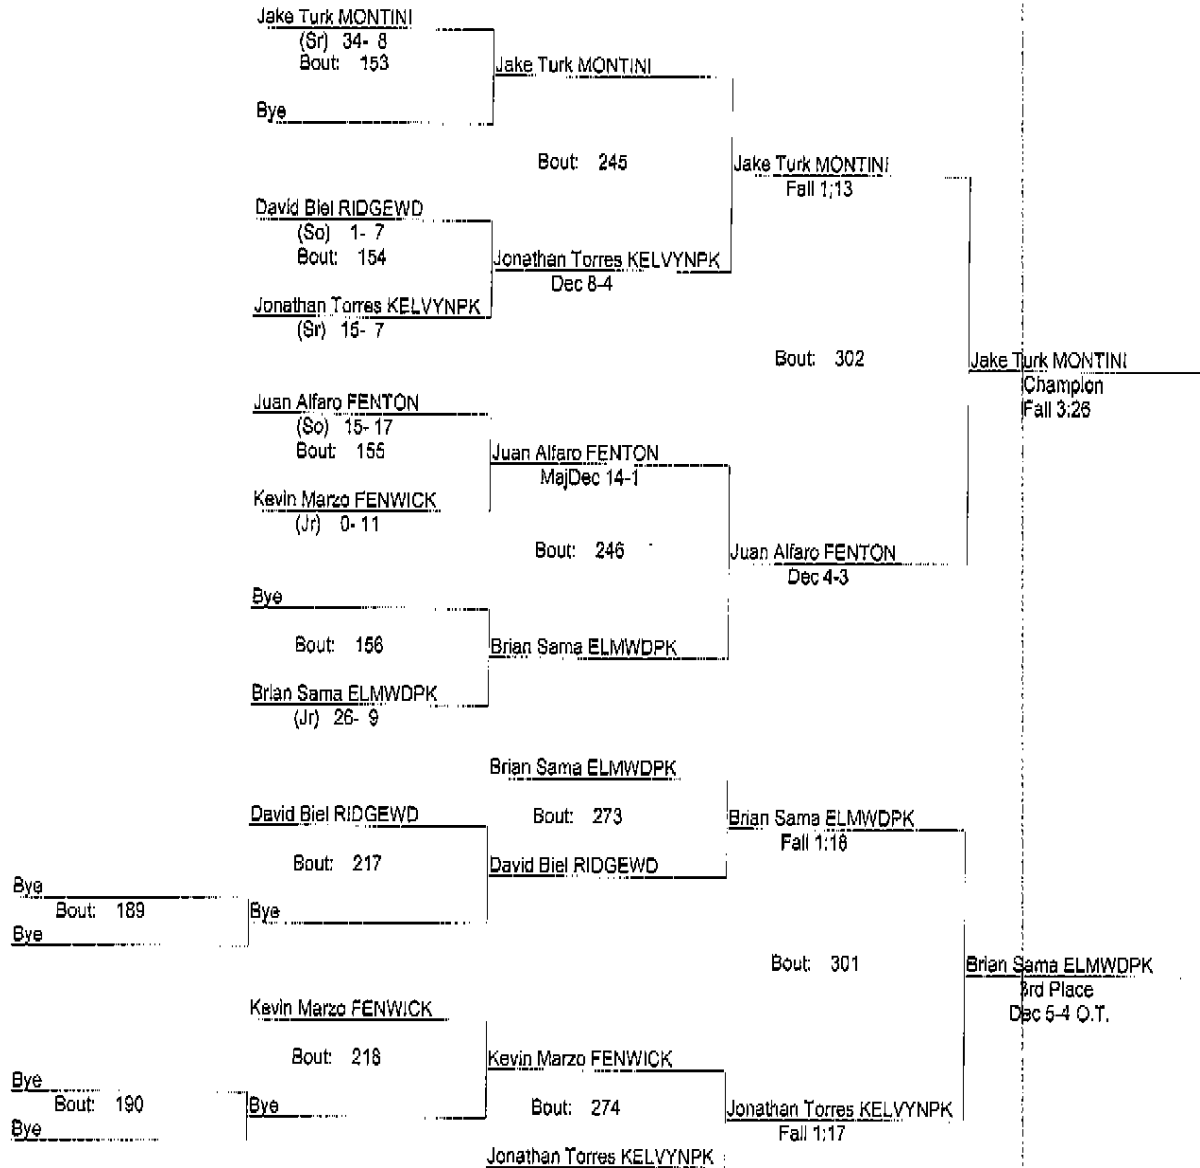 Jake Turk MONTINI
(Sr) 34- 8
Bout: 153
Jake Turk MONTINI
Bye
Bout: 245
Jake Turk MONTINI
Fall 1:13
David Biel RIDGEWD
(So) 1- 7
Bout: 154
Jonathan Torres KELVYNPK
Dec 8-4
Jonathan Torres KELVYNPK
(Sr) 15- 7
Bout: 302
Jake Turk MONTINI
Champion
Fall 3:26
Juan Alfaro FENTON
(So) 15- 17
Bout: 155
Juan Alfaro FENTON
MajDec 14-1
Kevin Marzo FENWICK
(Jr) 0- 11
Bout: 246
Juan Alfaro FENTON
Dec 4-3
Bye
Bout: 156
Brian Sama ELMWDPK
Brian Sama ELMWDPK
(Jr) 26- 9
Brian Sama ELMWDPK
David Biel RIDGEWD
Bout: 273
Brian Sama ELMWDPK
Fall 1:18
Bout: 217
David Biel RIDGEWD
Bye
Bout: 189
Bye
Bye
Bout: 301
Brian Sama ELMWDPK
3rd Place
Dec 5-4 O.T.
Kevin Marzo FENWICK
Bout: 218
Kevin Marzo FENWICK
Bye
Bout: 190
Bye
Bye
Bout: 274
Jonathan Torres KELVYNPK
Fall 1:17
Jonathan Torres KELVYNPK